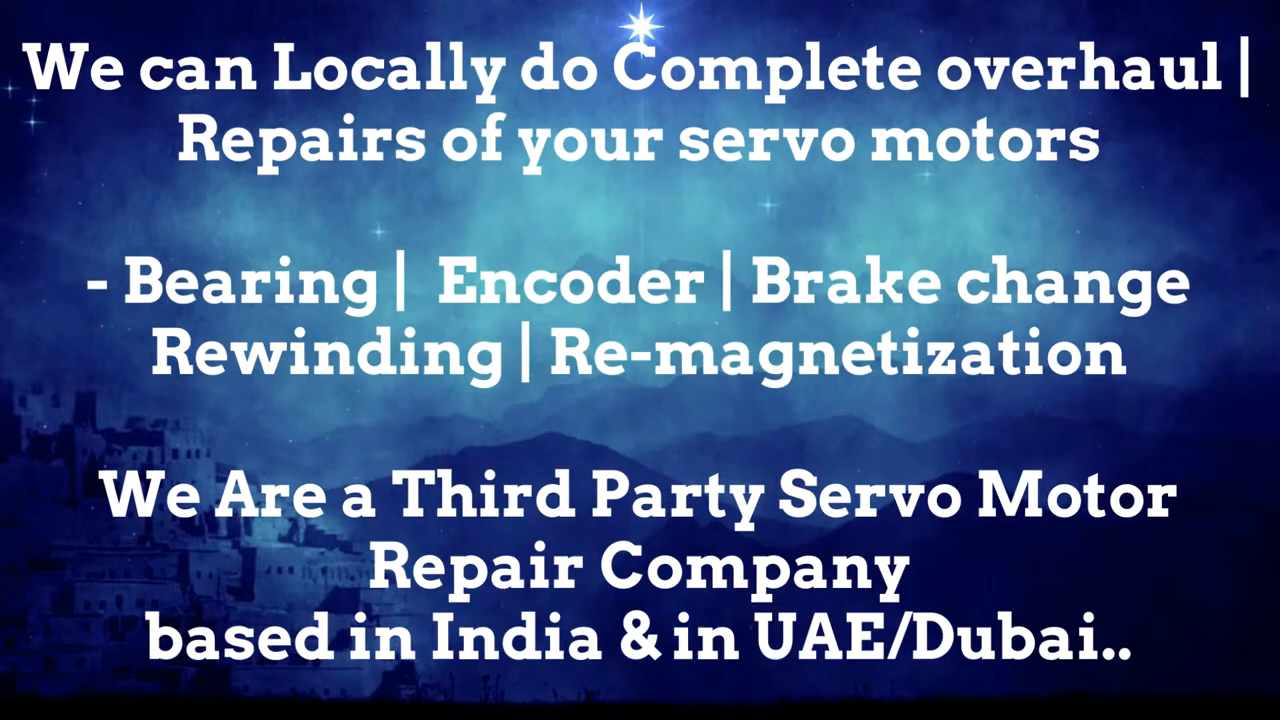 We can Locally do Complete overhaul |
Repairs of your servo motors
- Bearing | Encoder | Brake change
Rewinding | Re-magnetization
We Are a Third Party Servo Motor
Repair Company
based in India & in UAE/Dubai..